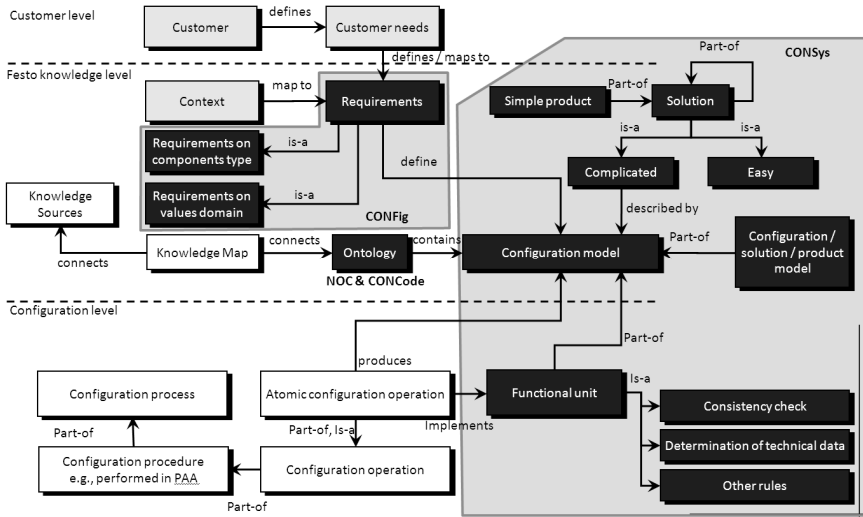 Customer level
Customer
defines
Customer needs
defines / maps to
Festo knowledge level
Context
map to
Requirements
Requirements on
components type
is-a
Requirements on
values domain
is-a
CONFig
define
CONSys
Part-of
Simple product
Part-of
Solution
is-a
is-a
Complicated
Easy
described by
Knowledge
Sources
connects
Knowledge Map
connects
Ontology
contains
NOC & CONCode
Configuration model
Part-of
Configuration /
solution / product
model
Configuration level
produces
Part-of
Configuration process
Atomic configuration operation
Implements
Functional unit
Is-a
Consistency check
Part-of
Part-of, Is-a
Determination of technical data
Configuration procedure
e.g., performed in PAA
Configuration operation
Other rules
Part-of